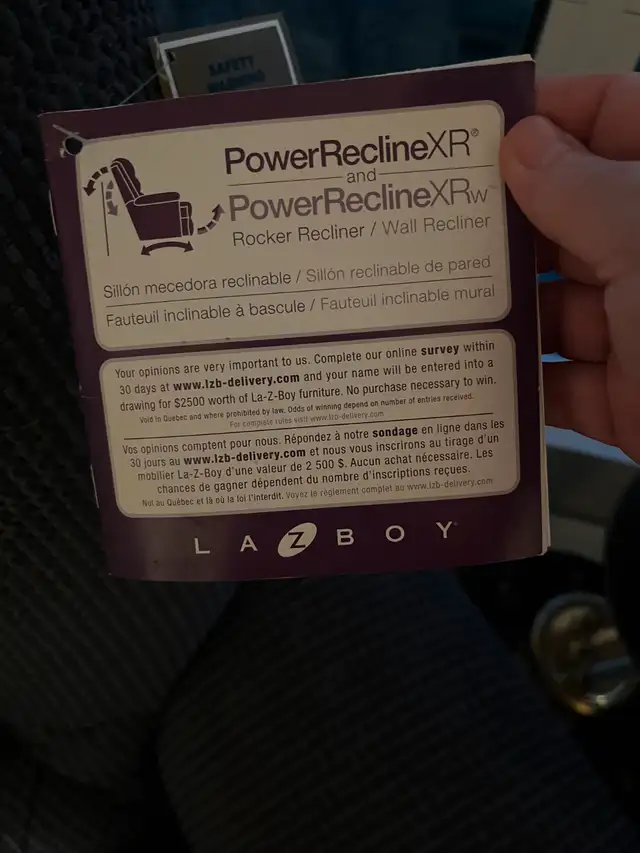 SAFETY
WARNING
PowerReclineXR®
and
PowerReclineXRw™
Rocker Recliner / Wall Recliner
Sillón mecedora reclinable / Sillón reclinable de pared
Fauteuil inclinable à bascule / Fauteuil inclinable mural
Your opinions are very important to us. Complete our online survey within
30 days at www.lzb-delivery.com and your name will be entered into a
drawing for $2500 worth of La-Z-Boy furniture. No purchase necessary to win.
Void in Quebec and where prohibited by law. Odds of winning depend on number of entries received.
For complete rules visit www.lzb-delivery.com
Vos opinions comptent pour nous. Répondez à notre sondage en ligne dans les
30 jours au www.lzb-delivery.com et nous vous inscrirons au tirage d'un
mobilier La-Z-Boy d'une valeur de 2 500 $. Aucun achat nécessaire. Les
chances de gagner dépendent du nombre d'inscriptions reçues.
Nul au Québec et là où la loi l'interdit. Voyez le règlement complet au www.lzb-delivery.com
LA Z BOY